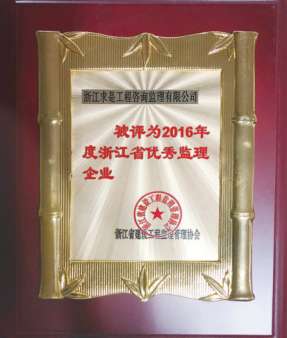 浙江求是工程咨询监理有限公司
被评为2016年
度浙江省优秀监理
企业
浙江省建设工程监理管理协会